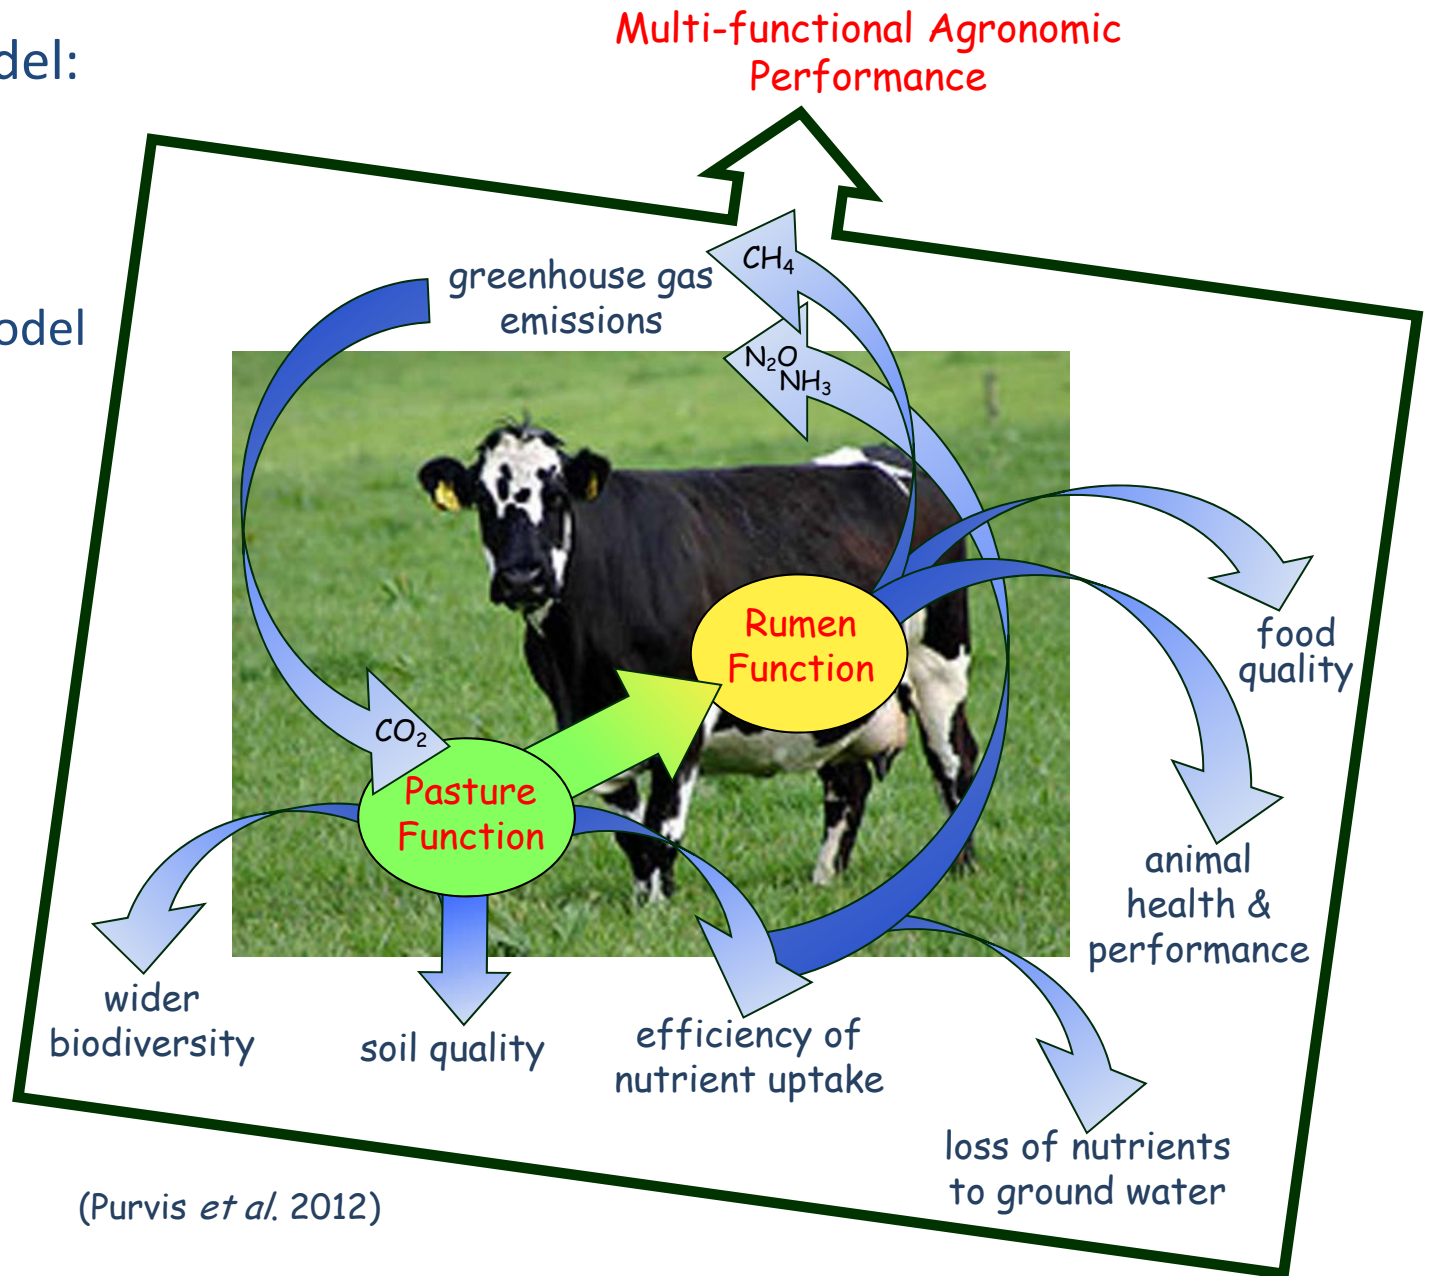 Multi-functional Agronomic
Performance
del:
odel
greenhouse gas
emissions
CH₄
N₂O
NH₃
Rumen
Function
food
quality
CO₂
Pasture
Function
animal
health &
performance
wider
biodiversity
soil quality
efficiency of
nutrient uptake
loss of nutrients
to ground water
(Purvis et al. 2012)